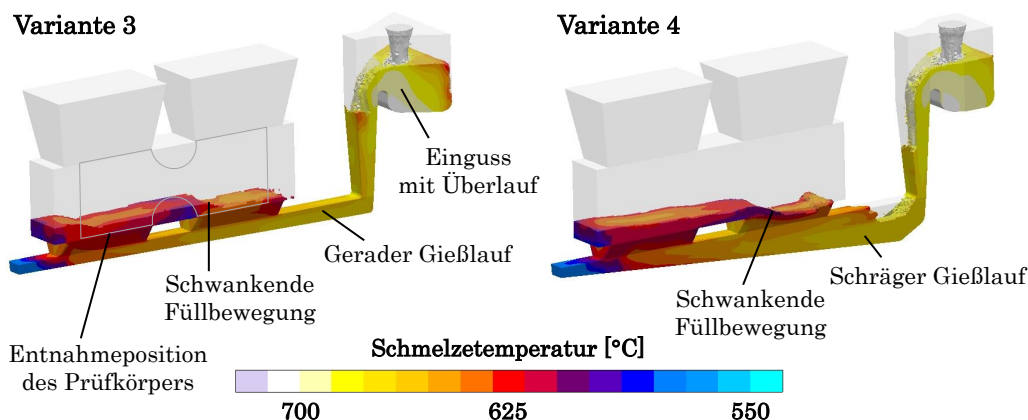 Variante 3
Variante 4
Einguss
mit Überlauf
Gerader Gießlauf
Schwankende
Füllbewegung
Entnahmeposition
des Prüfkörpers
Schräger Gießlauf
Schwankende
Füllbewegung
Schmelzetemperatur [°C]
700 625 550